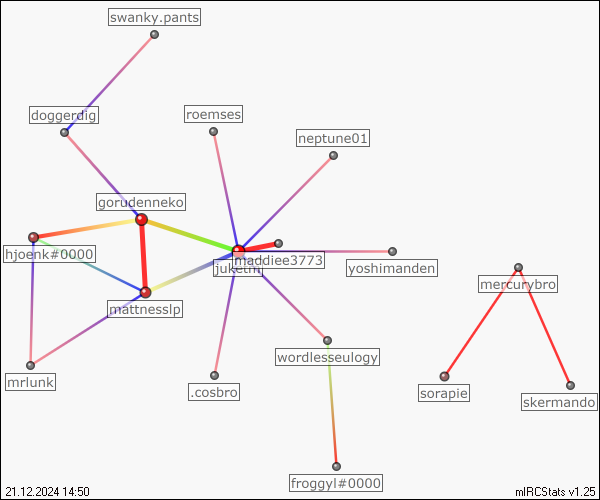 swanky.pants
doggerdig
roemses
neptune01
gorudenneko
hjoenk#0000
maddiee3773
yoshimanden
mercurybro
mattnesslp
wordlesseulogy
mrlunk
.cosbro
sorapie
skermando
froggyl#0000
21.12.2024 14:50
mIRCStats v1.25